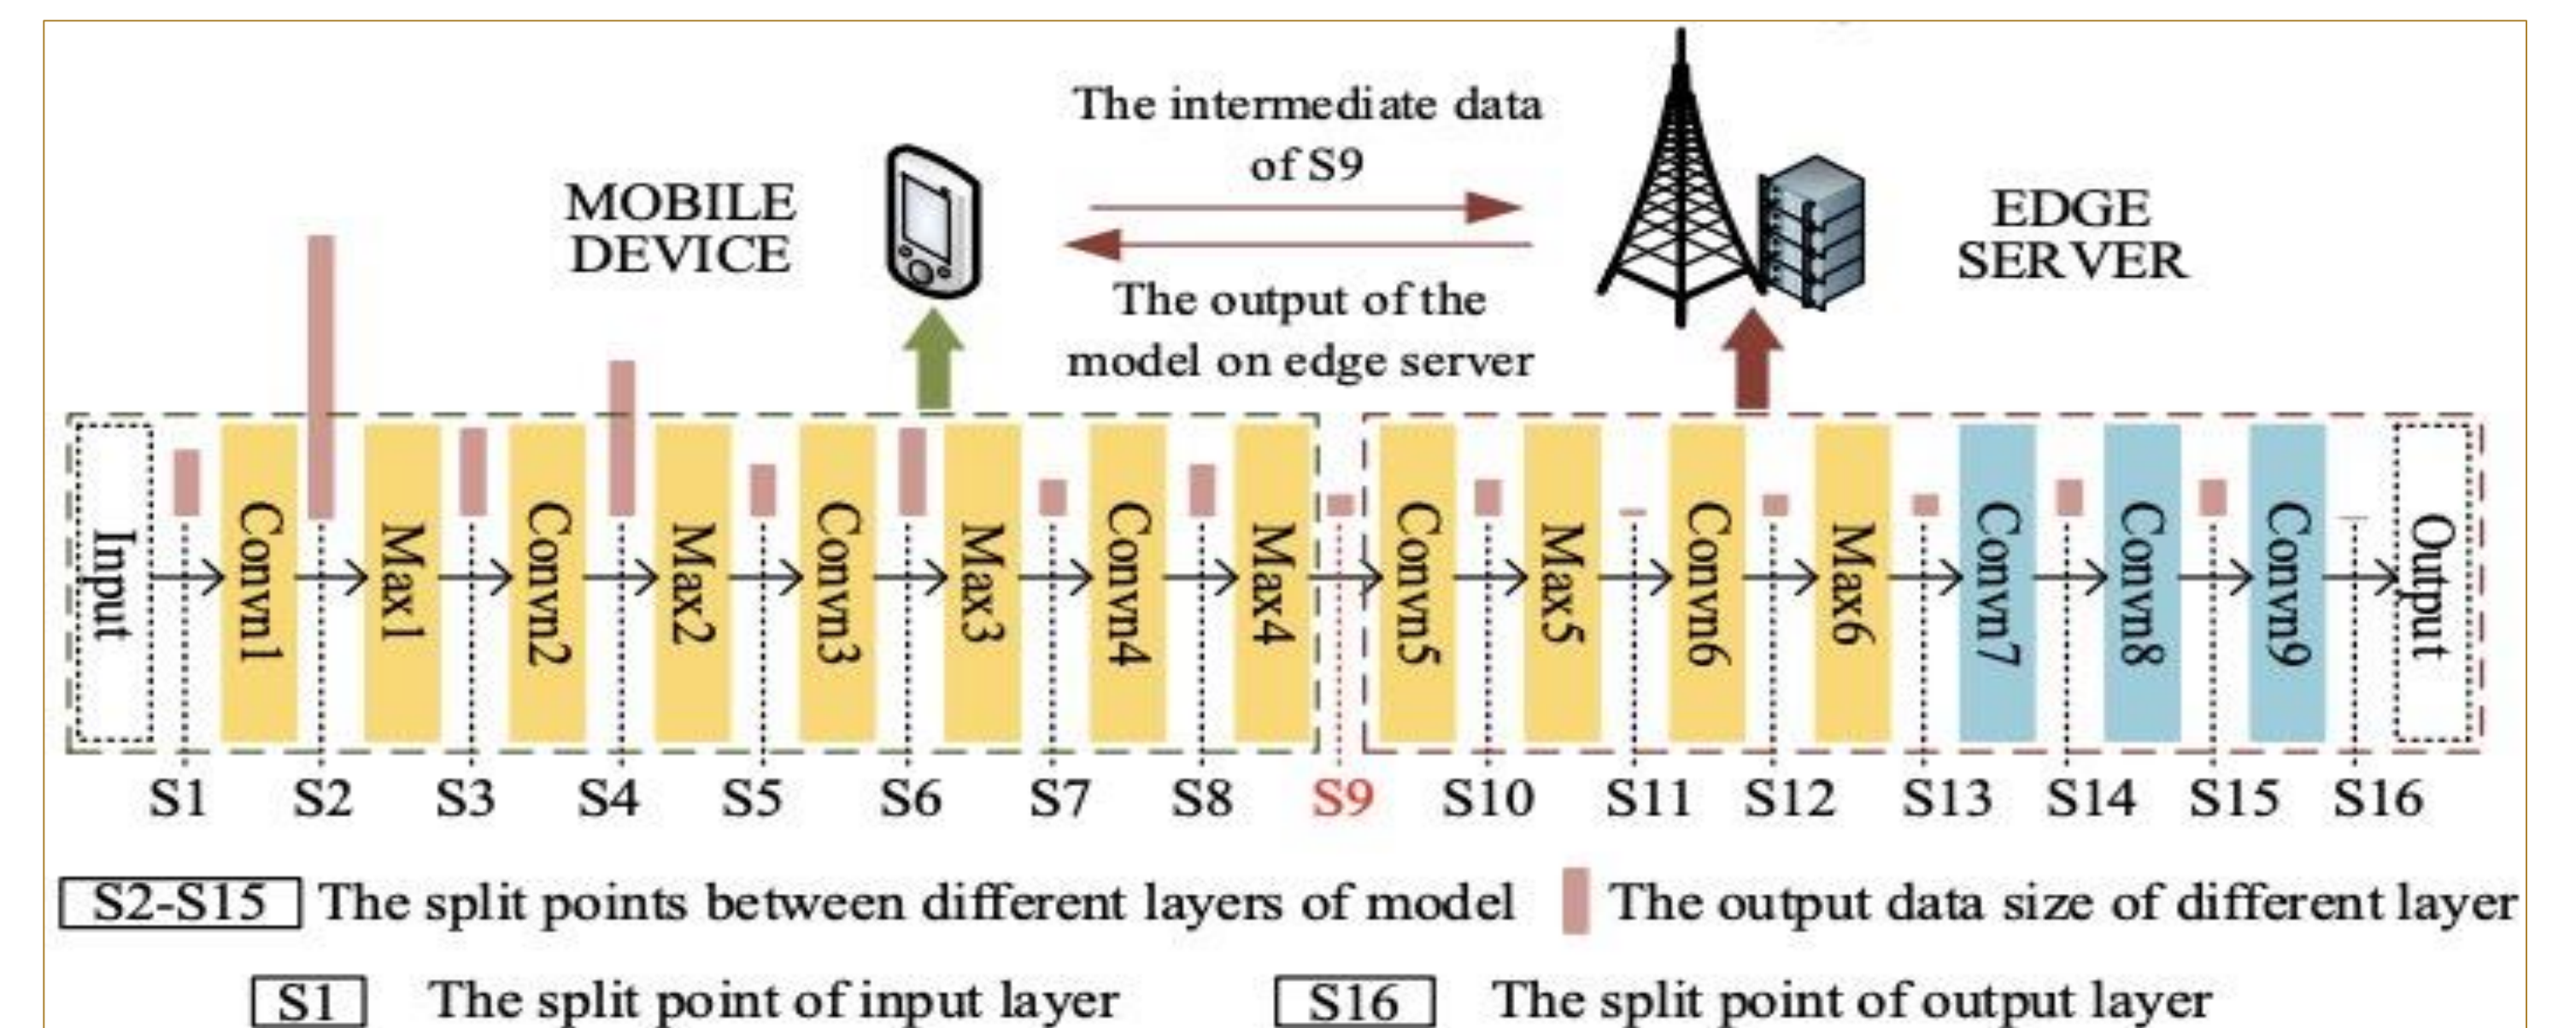 The intermediate data
of S9
MOBILE
DEVICE
EDGE
SERVER
The output of the
model on edge server
Input
Convn1
Max1
Convn2
Max2
Convn3
Max3
Convn4
Max4
Convn5
Max5
Convn6
Max6
Convn7
Convn8
Convn9
Output
S1 S2 S3 S4 S5 S6 S7 S8 S9 S10 S11 S12 S13 S14 S15 S16
S2-S15 The split points between different layers of model
The output data size of different layer
S1 The split point of input layer
S16 The split point of output layer